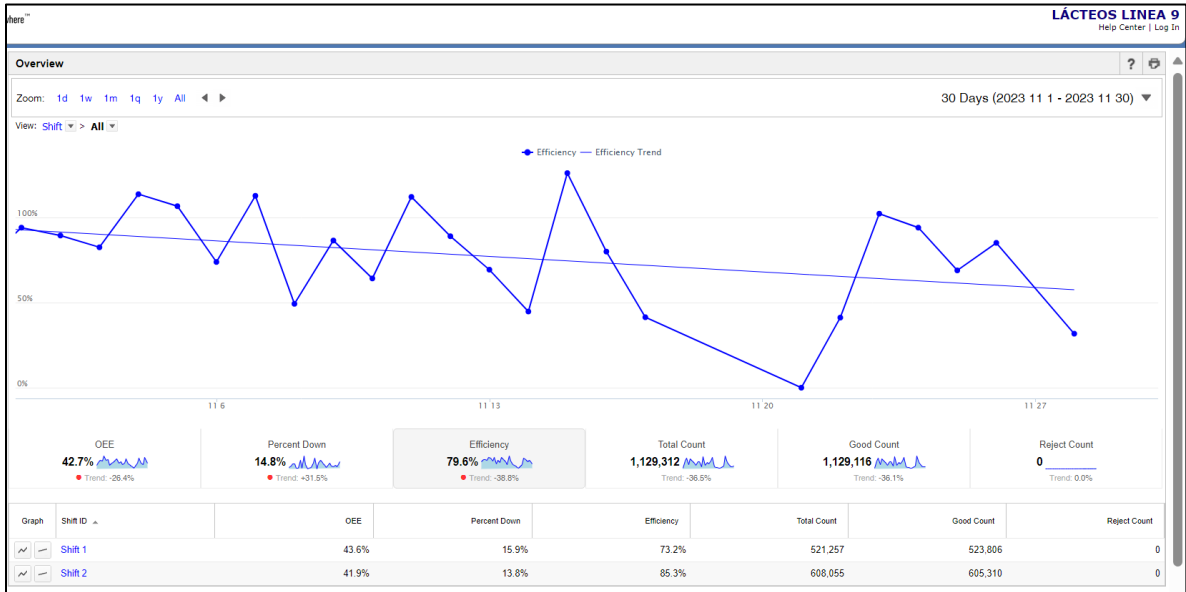 where™
LÁCTEOS LINEA 9
Help Center | Log In
Overview
?
Zoom: 1d 1w 1m 1q 1y All
30 Days (2023 11 1 - 2023 11 30)
View: Shift > All
Efficiency Efficiency Trend
100%
50%
0%
11 6 11 13 11 20 11 27
OEE Percent Down Efficiency Total Count Good Count Reject Count
42.7% 14.8% 79.6% 1,129,312 1,129,116 0
Trend: -26.4% Trend: +31.5% Trend: -38.8% Trend: -36.5% Trend: -36.1% Trend: 0.0%
Graph Shift ID OEE Percent Down Efficiency Total Count Good Count Reject Count
Shift 1 43.6% 15.9% 73.2% 521,257 523,806 0
Shift 2 41.9% 13.8% 85.3% 608,055 605,310 0